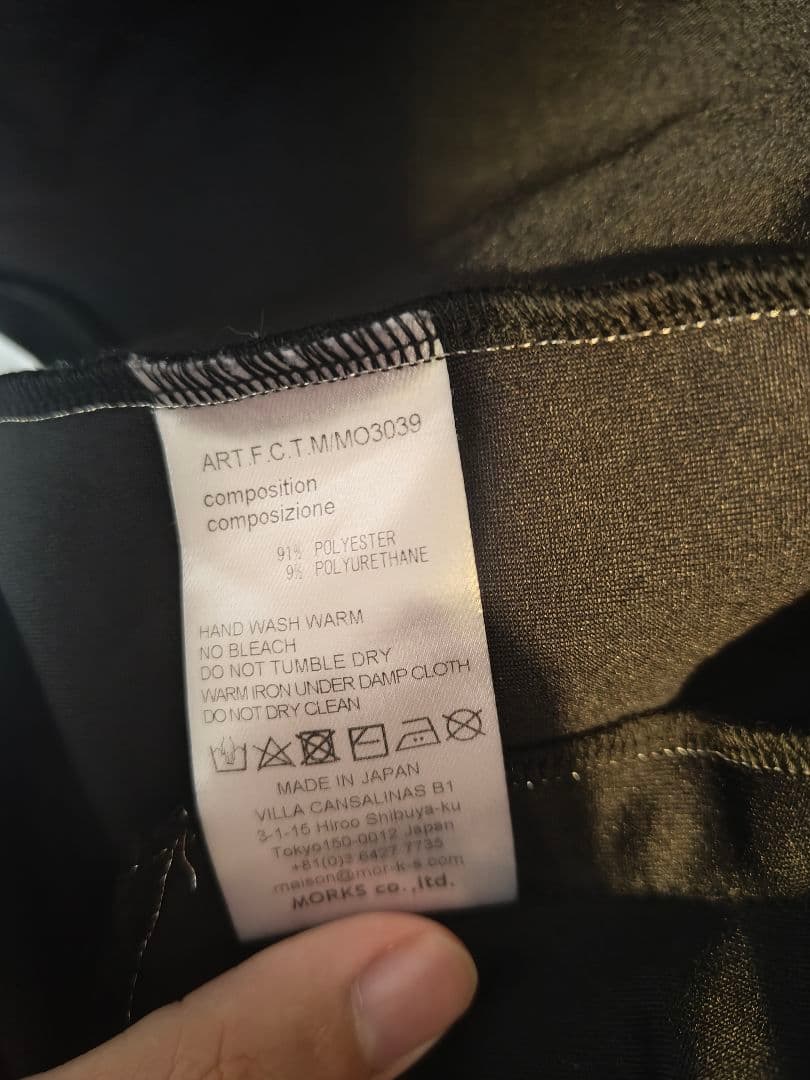 ART.F.C.T.M/MO3039
composition
composizione
91% POLYESTER
9% POLYURETHANE
HAND WASH WARM
NO BLEACH
DO NOT TUMBLE DRY
WARM IRON UNDER DAMP CLOTH
DO NOT DRY CLEAN
MADE IN JAPAN
VILLA CANSALINAS B1
3-1-15 Hiroo Shibuya-ku
Tokyo150-0012 Japan
+81(0)3 6427 7735
maison@mor-k-s.com
MORKS co.,ltd.